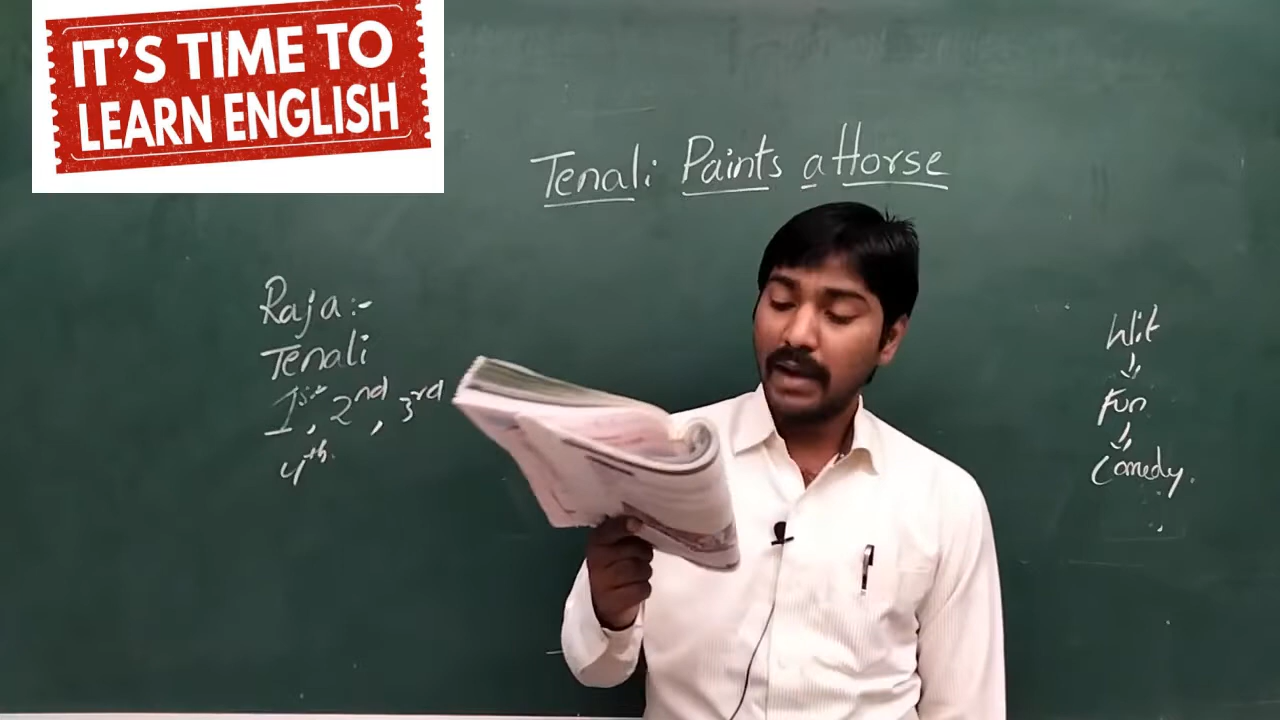 IT'S TIME TO
LEARN ENGLISH
Tenali Paints a Horse
Raja:-
Tenali
1st, 2nd, 3rd
4th.
Wit
Fun
Comedy.